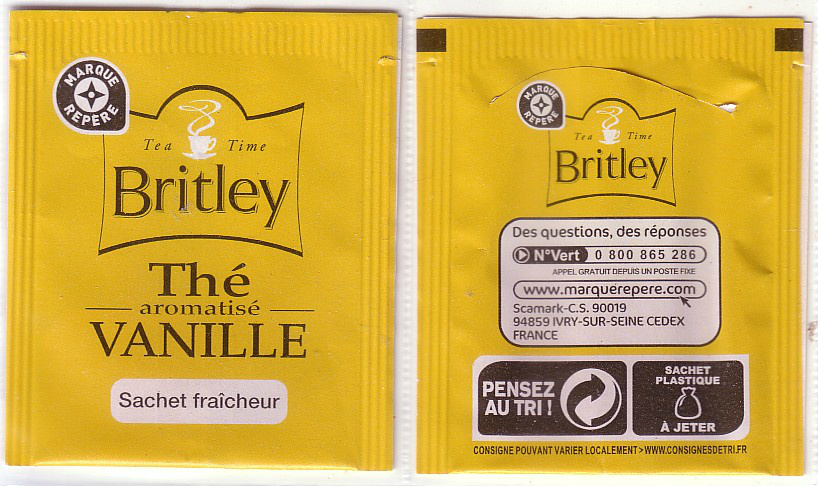 MARQUE
REPÈRE
Tea Time
Britley
Thé
aromatisé
VANILLE
Sachet fraîcheur
MARQUE
REPÈRE
Tea Time
Britley
Des questions, des réponses
N°Vert 0 800 865 286
APPEL GRATUIT DEPUIS UN POSTE FIXE
www.marquerepere.com
Scamark-C.S. 90019
94859 IVRY-SUR-SEINE CEDEX
FRANCE
PENSEZ
AU TRI !
SACHET
PLASTIQUE
À JETER
CONSIGNE POUVANT VARIER LOCALEMENT > WWW.CONSIGNESDETRI.FR